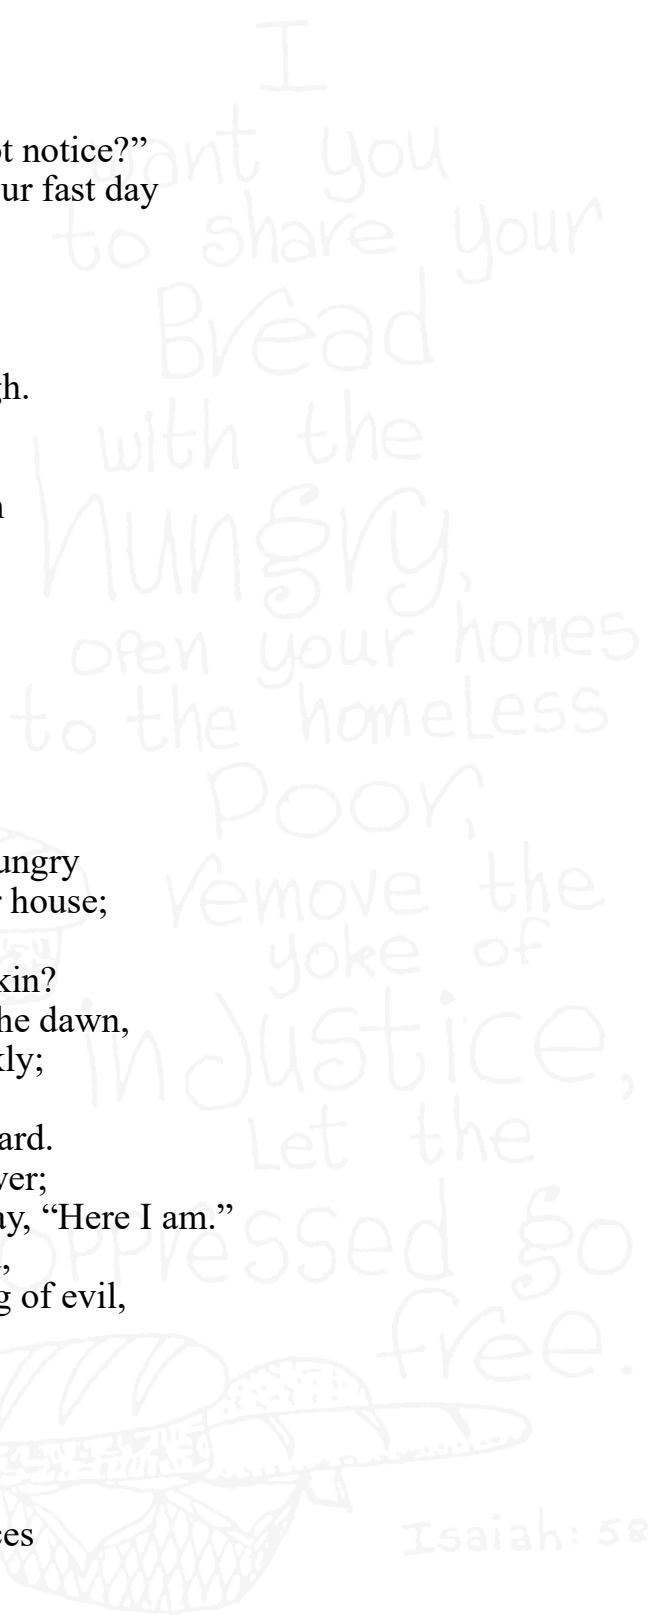 t notice?”
ur fast day
h.
ungry
house;
kin?
he dawn,
kly;
ard.
ver;
ay, “Here I am.”
,
g of evil,
es
I
want you
to share your
Bread
with the
hungry,
open your homes
to the homeless
Poor,
remove the
yoke of
inJustice,
Let the
oppressed go
free.
Isaiah: 58